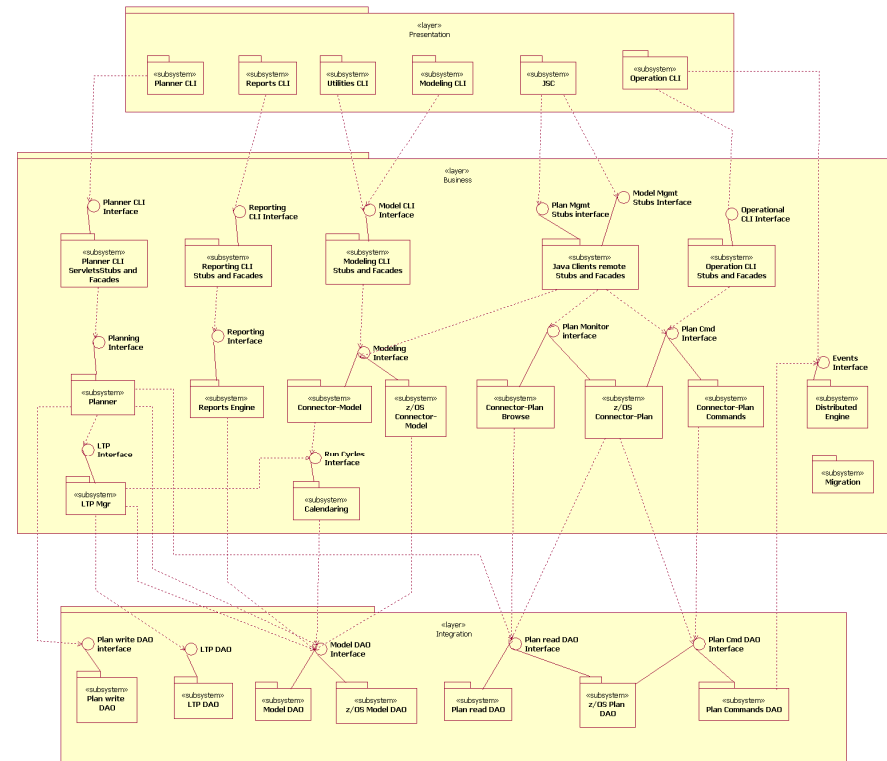 «layer»
Presentation
«subsystem»
Planner CLI
«subsystem»
Reports CLI
«subsystem»
Utilities CLI
«subsystem»
Modeling CLI
«subsystem»
JSC
«subsystem»
Operation CLI
«layer»
Business
Planner CLI
Interface
Reporting
CLI Interface
Model CLI
Interface
Plan Mgmt
Stubs interface
Model Mgmt
Stubs Interface
Operational
CLI Interface
«subsystem»
Planner CLI
ServletsStubs and
Facades
«subsystem»
Reporting CLI
Stubs and Facades
«subsystem»
Modeling CLI
Stubs and Facades
«subsystem»
Java Clients remote
Stubs and Facades
«subsystem»
Operation CLI
Stubs and Facades
Planning
Interface
Reporting
Interface
Modeling
Interface
Plan Monitor
interface
Plan Cmd
Interface
Events
Interface
«subsystem»
Planner
«subsystem»
Reports Engine
«subsystem»
Connector-Model
«subsystem»
z/OS
Connector-
Model
«subsystem»
Connector-Plan
Browse
«subsystem»
z/OS
Connector-Plan
«subsystem»
Connector-Plan
Commands
«subsystem»
Distributed
Engine
LTP
Interface
Run Cycles
Interface
«subsystem»
LTP Mgr
«subsystem»
Calendaring
«subsystem»
Migration
«layer»
Integration
Plan write DAO
interface
LTP DAO
Model DAO
Interface
Plan read DAO
Interface
Plan Cmd DAO
Interface
«subsystem»
Plan write
DAO
«subsystem»
LTP DAO
«subsystem»
Model DAO
«subsystem»
z/OS Model DAO
«subsystem»
Plan read DAO
«subsystem»
z/OS Plan
DAO
«subsystem»
Plan Commands DAO